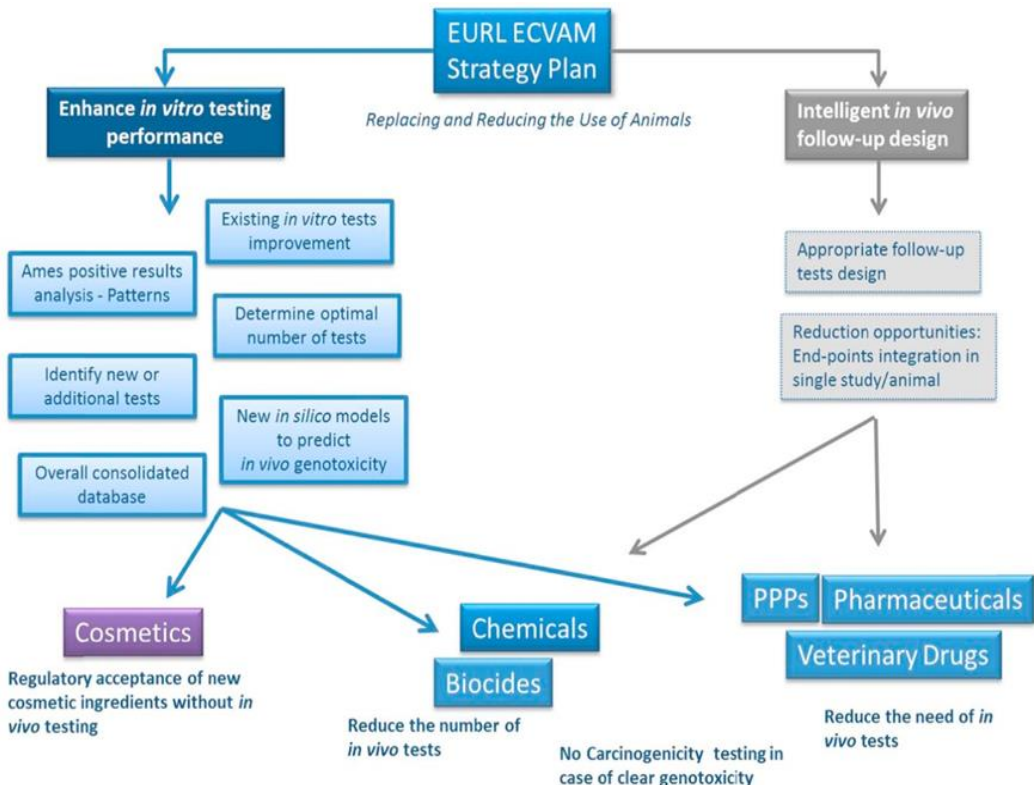 EURL ECVAM
Strategy Plan
Replacing and Reducing the Use of Animals
Enhance in vitro testing
performance
Existing in vitro tests
improvement
Ames positive results
analysis - Patterns
Determine optimal
number of tests
Identify new or
additional tests
New in silico models
to predict
in vivo genotoxicity
Overall consolidated
database
Intelligent in vivo
follow-up design
Appropriate follow-up
tests design
Reduction opportunities:
End-points integration in
single study/animal
Cosmetics
Regulatory acceptance of new
cosmetic ingredients without in
vivo testing
Chemicals
Biocides
Reduce the number of
in vivo tests
PPPs
Pharmaceuticals
Veterinary Drugs
Reduce the need of in
vivo tests
No Carcinogenicity testing in
case of clear genotoxicity